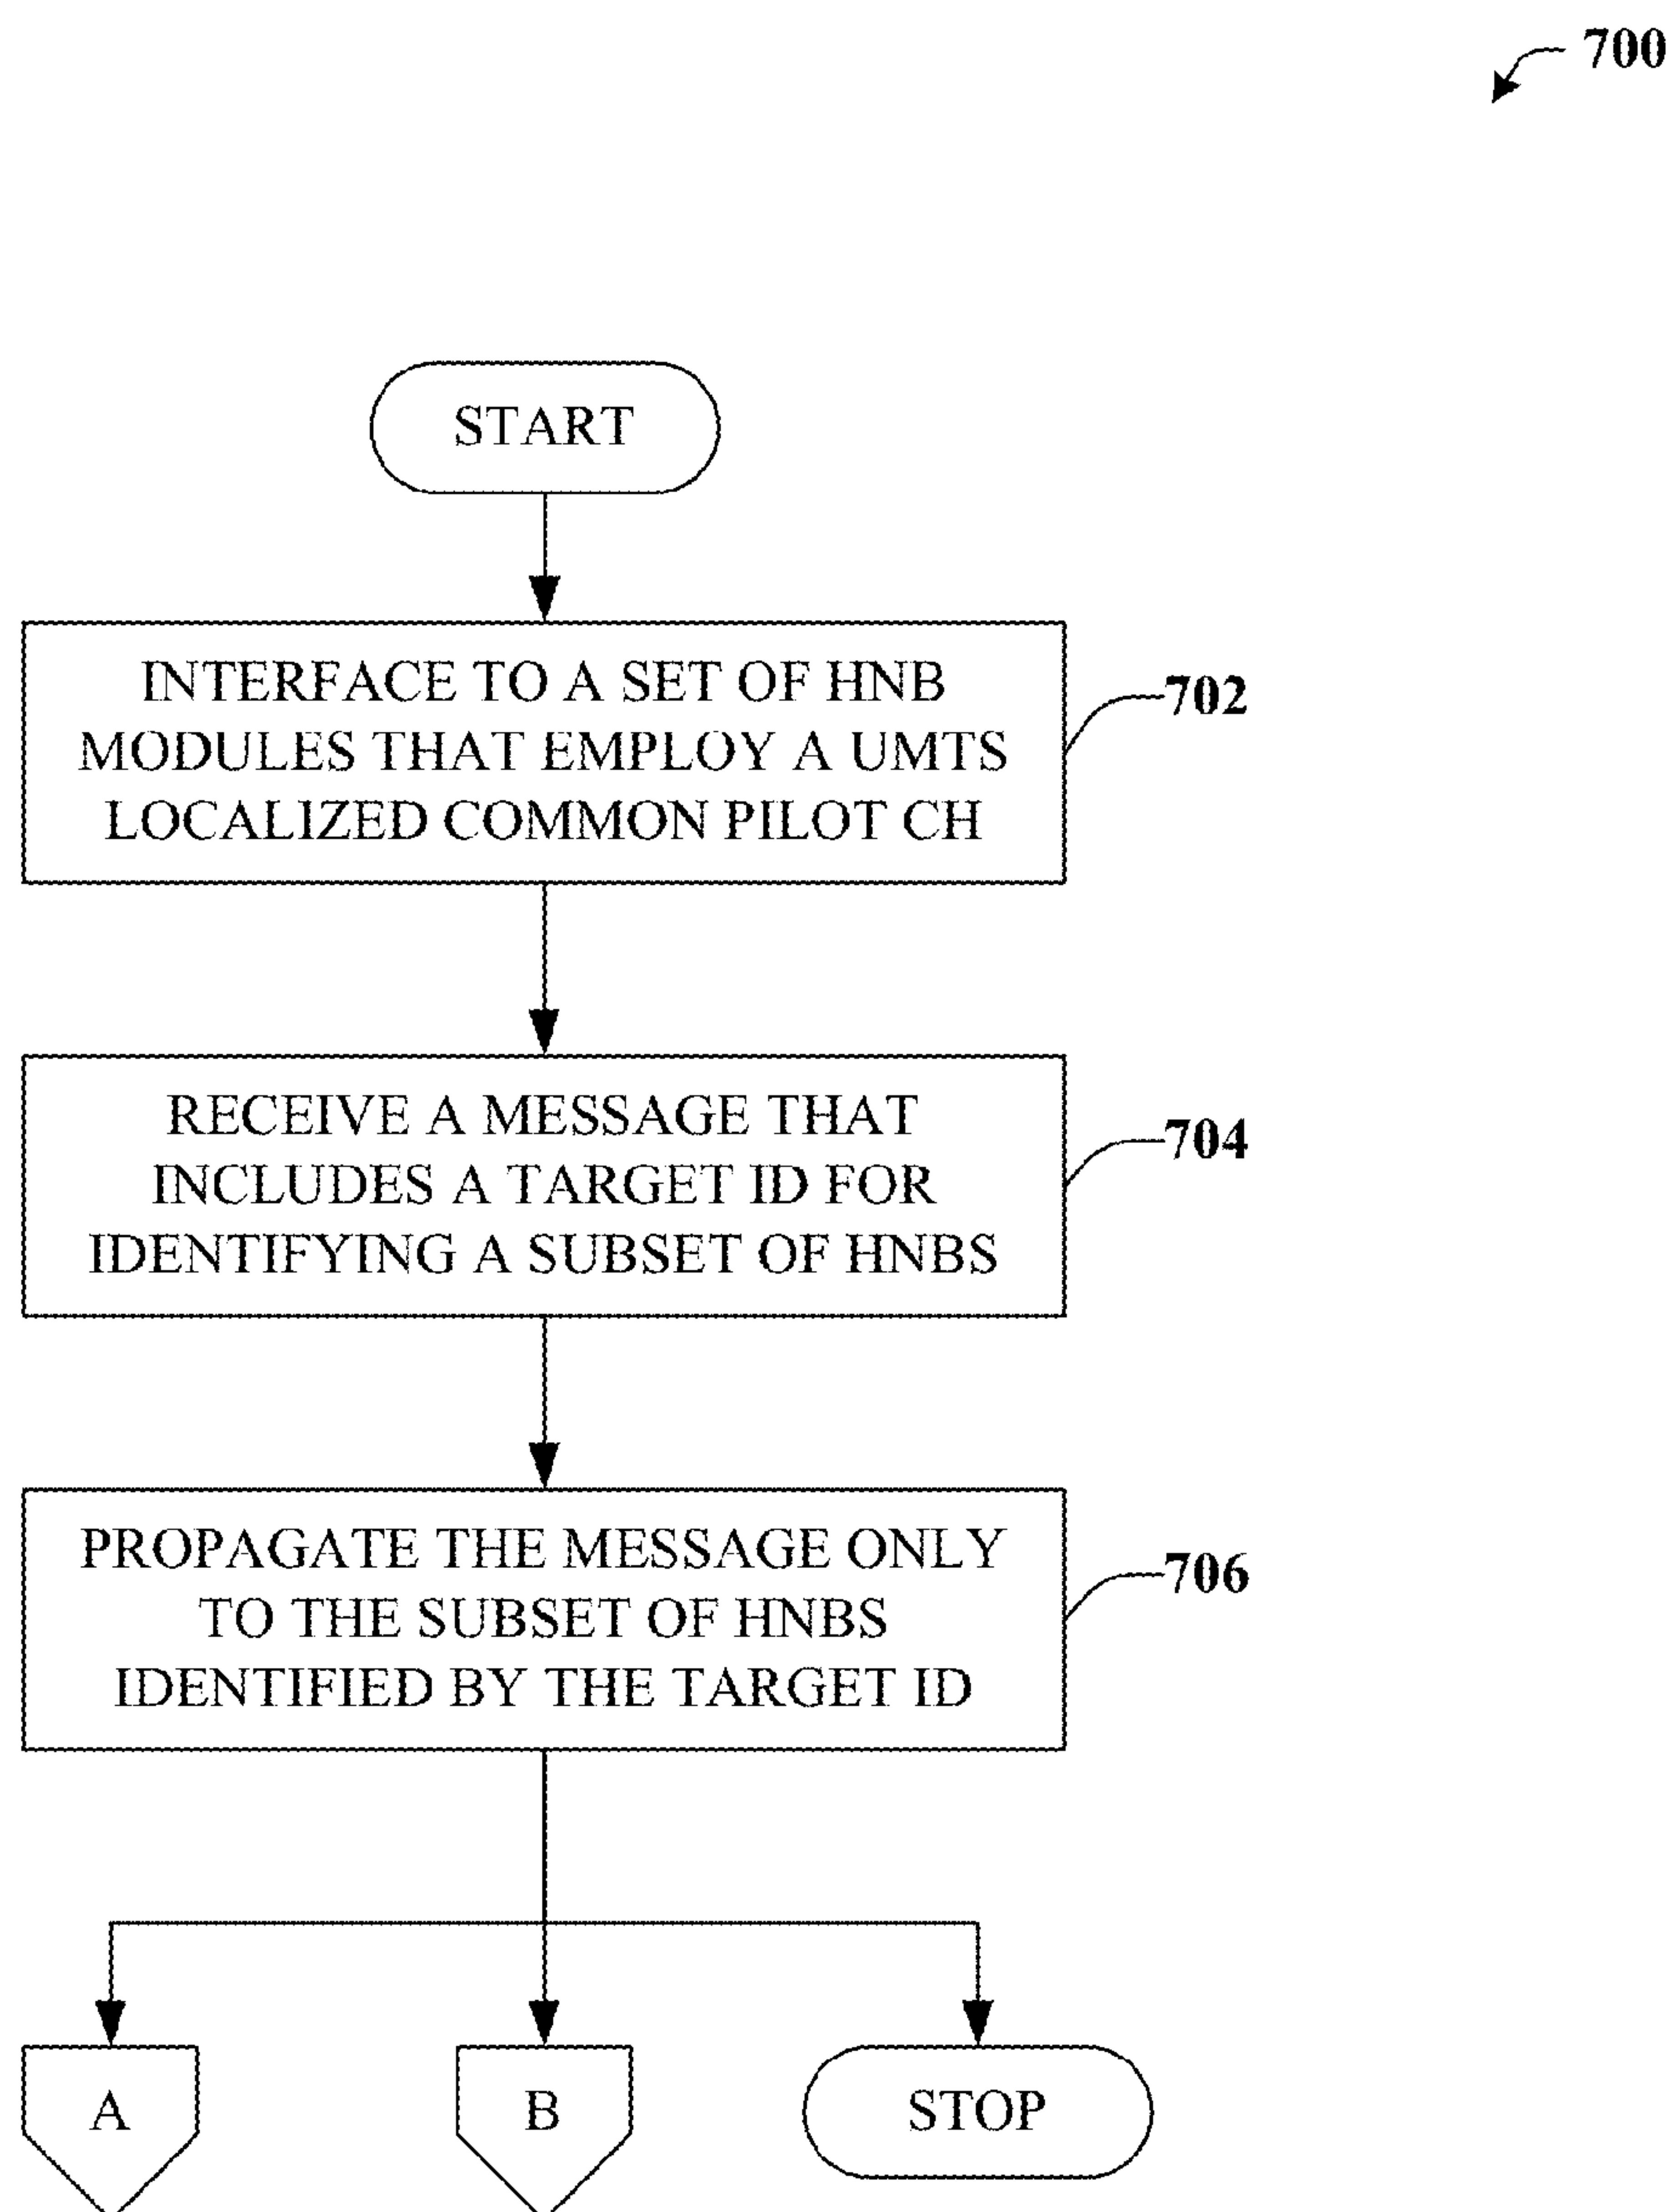 700
START
INTERFACE TO A SET OF HNB
MODULES THAT EMPLOY A UMTS
LOCALIZED COMMON PILOT CH
702
RECEIVE A MESSAGE THAT
INCLUDES A TARGET ID FOR
IDENTIFYING A SUBSET OF HNBS
704
PROPAGATE THE MESSAGE ONLY
TO THE SUBSET OF HNBS
IDENTIFIED BY THE TARGET ID
706
A
B
STOP